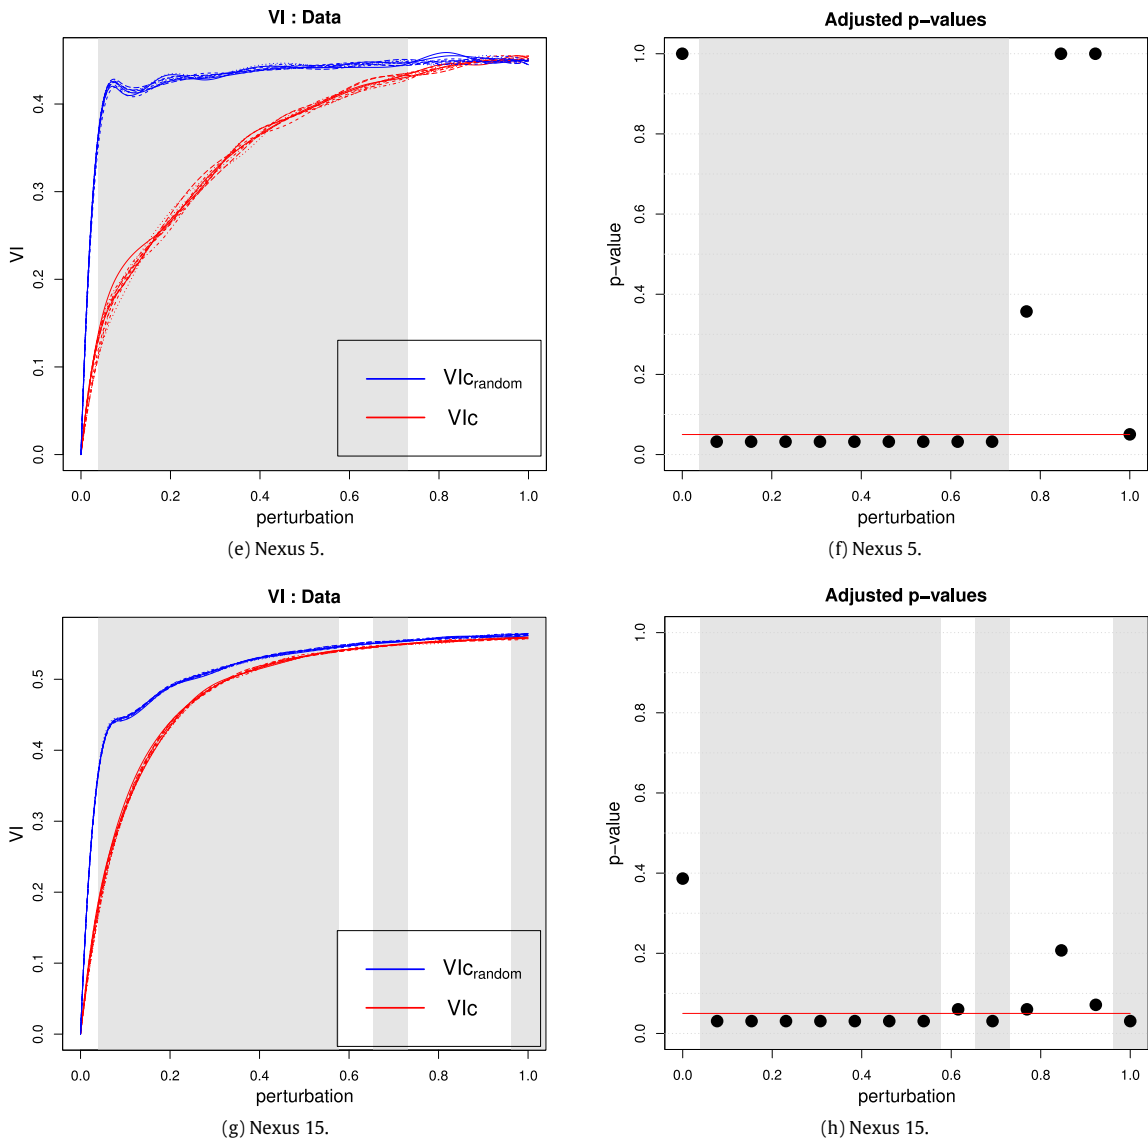 VI : Data
VI
0.0 0.1 0.2 0.3 0.4
VIcrandom
VIc
0.0 0.2 0.4 0.6 0.8 1.0
perturbation
(e) Nexus 5.
Adjusted p−values
p−value
0.0 0.2 0.4 0.6 0.8 1.0
0.0 0.2 0.4 0.6 0.8 1.0
perturbation
(f) Nexus 5.
VI : Data
VI
0.0 0.1 0.2 0.3 0.4 0.5
VIcrandom
VIc
0.0 0.2 0.4 0.6 0.8 1.0
perturbation
(g) Nexus 15.
Adjusted p−values
p−value
0.0 0.2 0.4 0.6 0.8 1.0
0.0 0.2 0.4 0.6 0.8 1.0
perturbation
(h) Nexus 15.